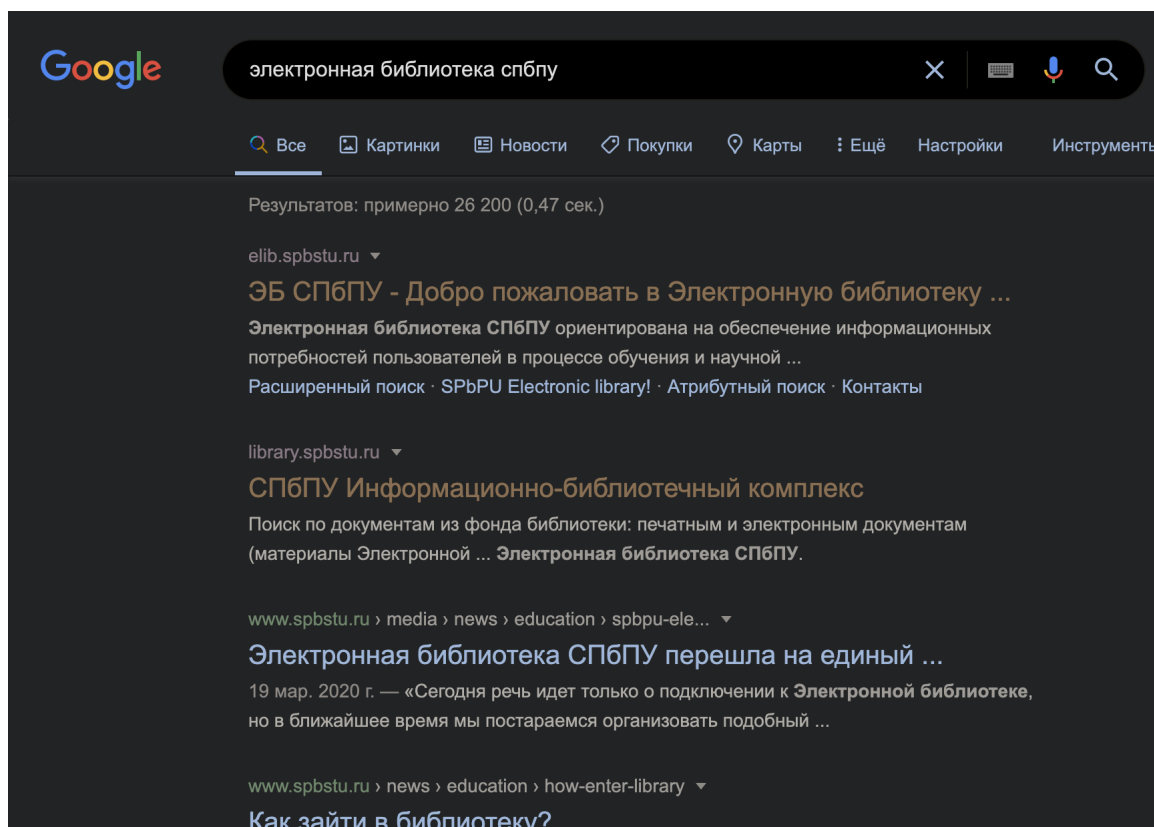 Google
электронная библиотека спбпу
Все Картинки Новости Покупки Карты Ещё Настройки Инструменты
Результатов: примерно 26 200 (0,47 сек.)
elib.spbstu.ru
ЭБ СПбПУ - Добро пожаловать в Электронную библиотеку ...
Электронная библиотека СПбПУ ориентирована на обеспечение информационных
потребностей пользователей в процессе обучения и научной ...
Расширенный поиск · SPbPU Electronic library! · Атрибутный поиск · Контакты
library.spbstu.ru
СПбПУ Информационно-библиотечный комплекс
Поиск по документам из фонда библиотеки: печатным и электронным документам
(материалы Электронной ... Электронная библиотека СПбПУ.
www.spbstu.ru › media › news › education › spbpu-ele...
Электронная библиотека СПбПУ перешла на единый ...
19 мар. 2020 г. — «Сегодня речь идет только о подключении к Электронной библиотеке,
но в ближайшее время мы постараемся организовать подобный ...
www.spbstu.ru › news › education › how-enter-library
Как зайти в библиотеку?